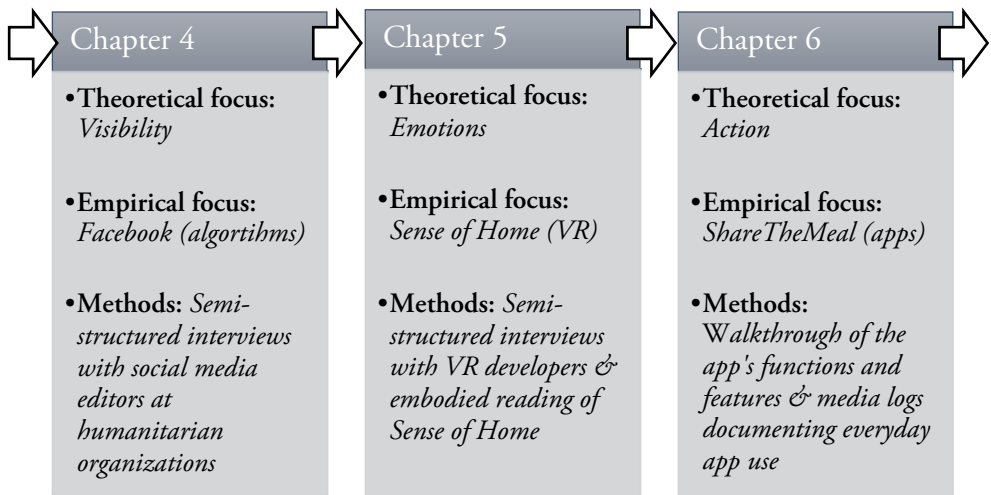 Chapter 4
•Theoretical focus:
Visibility
•Empirical focus:
Facebook (algortihms)
•Methods: Semi-
structured interviews
with social media
editors at
humanitarian
organizations
Chapter 5
•Theoretical focus:
Emotions
•Empirical focus:
Sense of Home (VR)
•Methods: Semi-
structured interviews
with VR developers &
embodied reading of
Sense of Home
Chapter 6
•Theoretical focus:
Action
•Empirical focus:
ShareTheMeal (apps)
•Methods:
Walkthrough of the
app's functions and
features & media logs
documenting everyday
app use